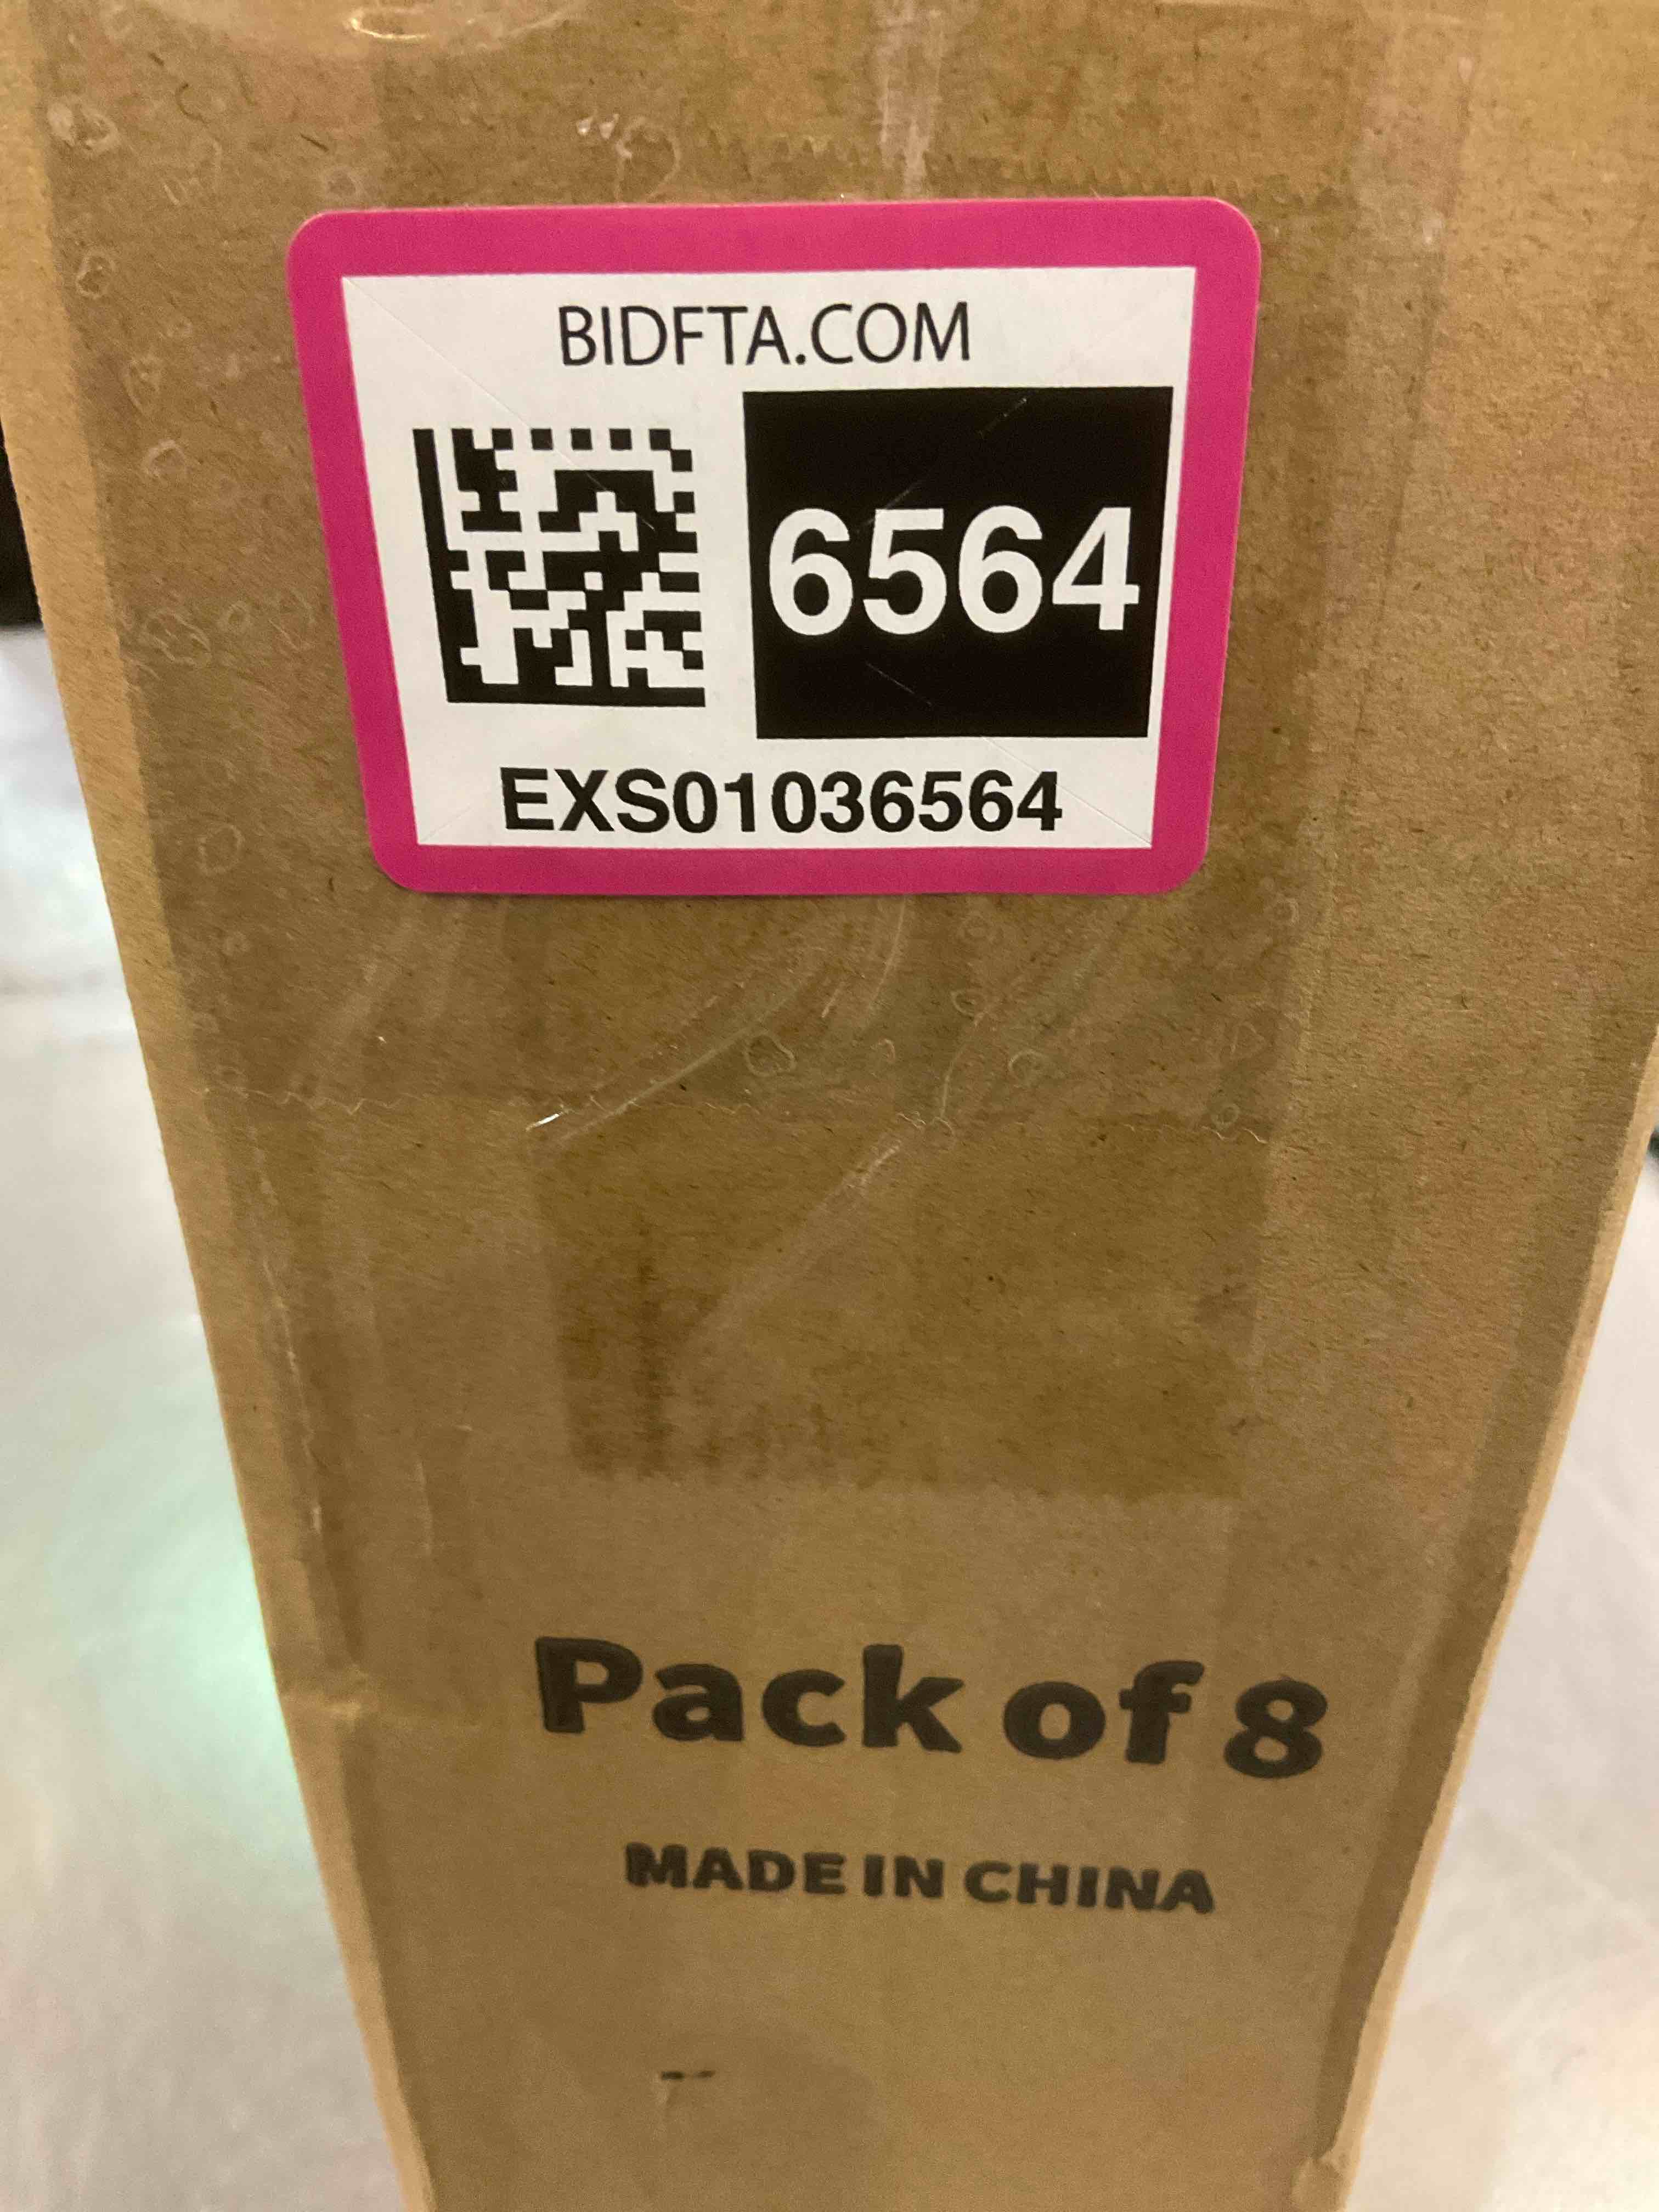 BIDFTA.COM
6564
EXS01036564
Pack of 8
MADE IN CHINA